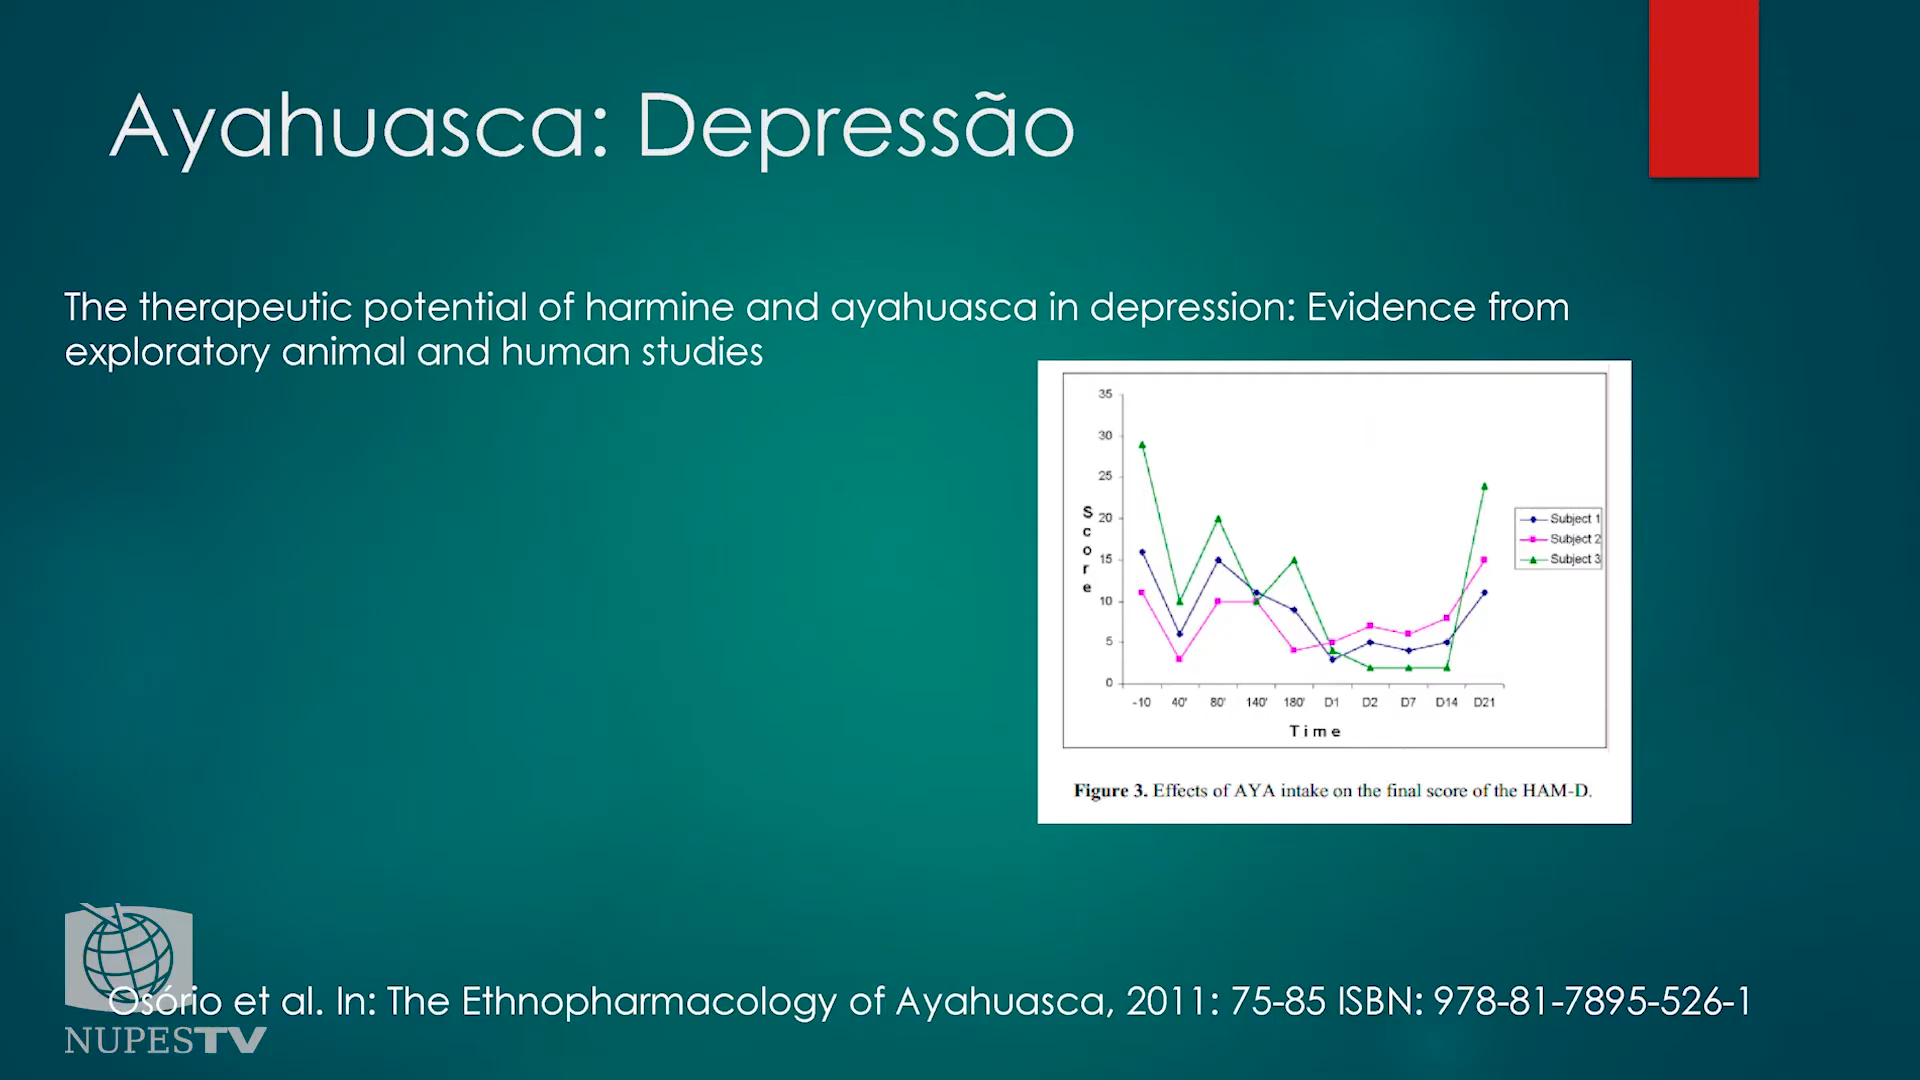 Ayahuasca: Depressão
The therapeutic potential of harmine and ayahuasca in depression: Evidence from
exploratory animal and human studies
35
30
25
20
15
10
5
0
Score
-10 40' 80' 140' 180' D1 D2 D7 D14 D21
Time
Subject 1
Subject 2
Subject 3
Figure 3. Effects of AYA intake on the final score of the HAM-D.
Osório et al. In: The Ethnopharmacology of Ayahuasca, 2011: 75-85 ISBN: 978-81-7895-526-1
NUPESTV